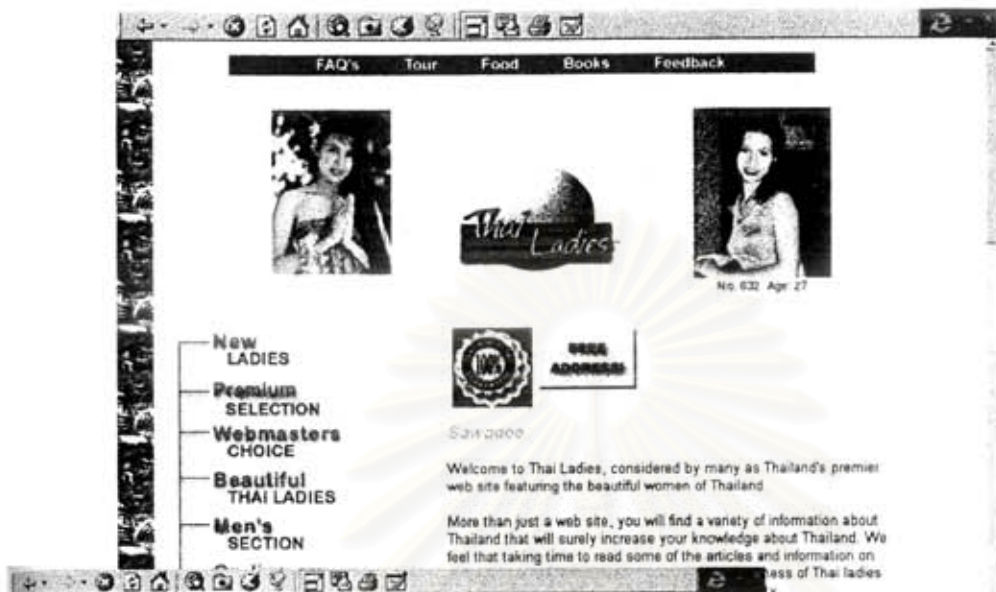 FAQ's Tour Food Books Feedback
Thai
Ladies
No. 632 Age 27
New
LADIES
Premium
SELECTION
Webmasters
CHOICE
Beautiful
THAI LADIES
Men's
SECTION
100%
FREE
ADDRESS!
Sawadee
Welcome to Thai Ladies, considered by many as Thailand's premier
web site featuring the beautiful women of Thailand
More than just a web site, you will find a variety of information about
Thailand that will surely increase your knowledge about Thailand. We
feel that taking time to read some of the articles and information on
ness of Thai ladies